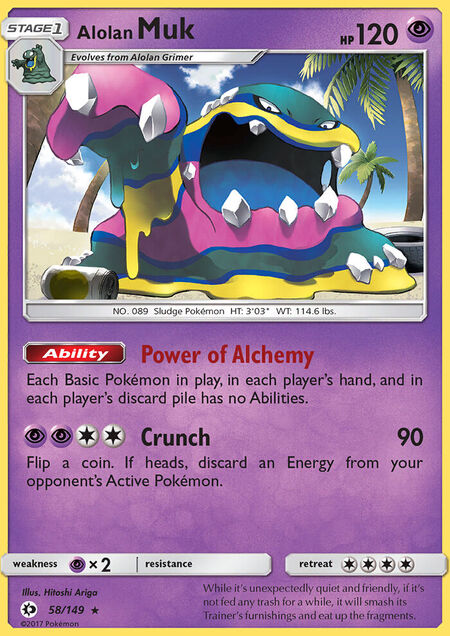 STAGE1
Alolan Muk
HP 120
Evolves from Alolan Grimer
NO. 089 Sludge Pokémon HT: 3'03" WT: 114.6 lbs.
Ability Power of Alchemy
Each Basic Pokémon in play, in each player's hand, and in
each player's discard pile has no Abilities.
Crunch 90
Flip a coin. If heads, discard an Energy from your
opponent's Active Pokémon.
weakness ×2 resistance retreat
Illus. Hitoshi Ariga
58/149 ★
©2017 Pokémon
While it's unexpectedly quiet and friendly, if it's
not fed any trash for a while, it will smash its
Trainer's furnishings and eat up the fragments.